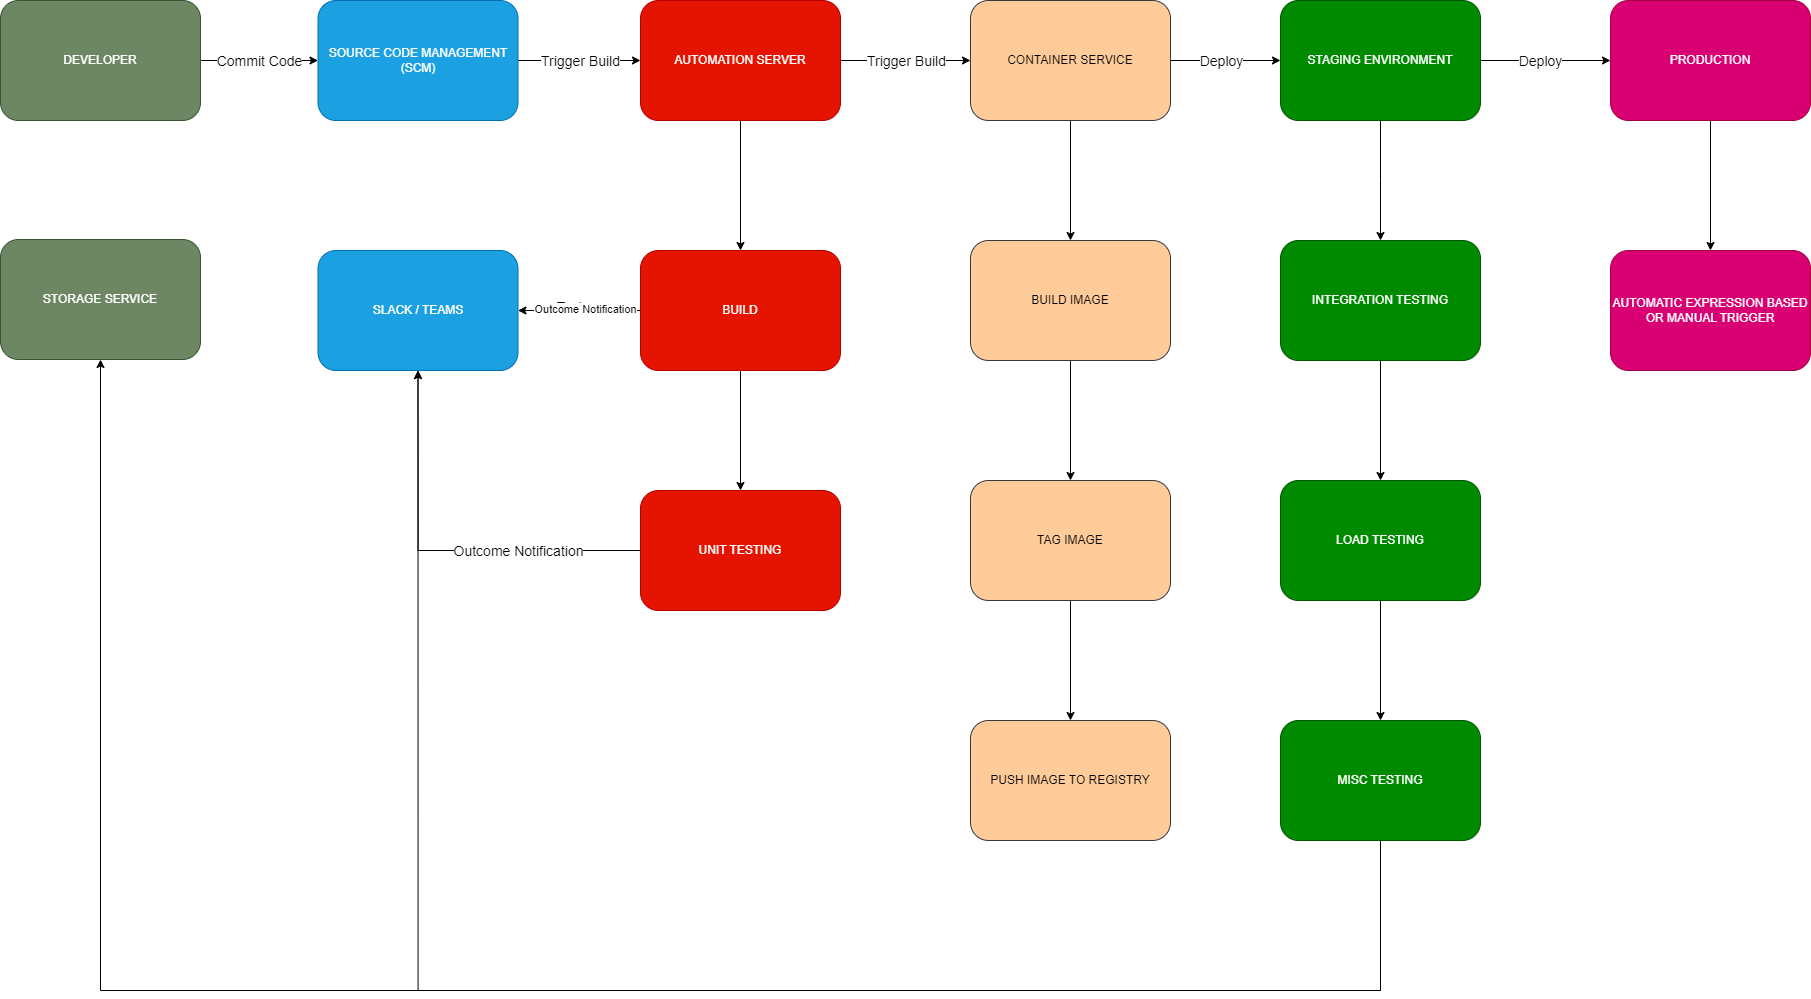 DEVELOPER
Commit Code
SOURCE CODE MANAGEMENT
(SCM)
Trigger Build
AUTOMATION SERVER
Trigger Build
CONTAINER SERVICE
Deploy
STAGING ENVIRONMENT
Deploy
PRODUCTION
STORAGE SERVICE
SLACK / TEAMS
Outcome Notification
BUILD
BUILD IMAGE
INTEGRATION TESTING
AUTOMATIC EXPRESSION BASED
OR MANUAL TRIGGER
Outcome Notification
UNIT TESTING
TAG IMAGE
LOAD TESTING
PUSH IMAGE TO REGISTRY
MISC TESTING